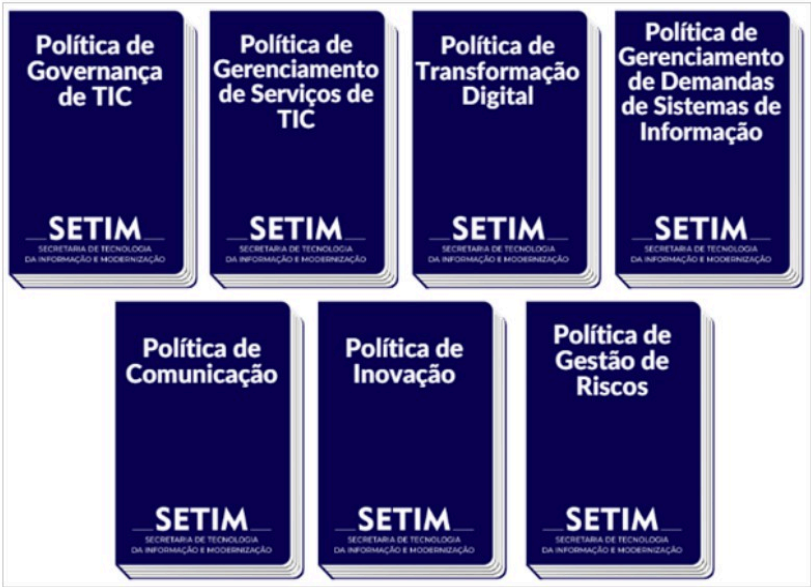 Política de
Governança
de TIC
SETIM
SECRETARIA DE TECNOLOGIA
DA INFORMAÇÃO E MODERNIZAÇÃO
Política de
Gerenciamento
de Serviços de
TIC
SETIM
SECRETARIA DE TECNOLOGIA
DA INFORMAÇÃO E MODERNIZAÇÃO
Política de
Transformação
Digital
SETIM
SECRETARIA DE TECNOLOGIA
DA INFORMAÇÃO E MODERNIZAÇÃO
Política de
Gerenciamento
de Demandas
de Sistemas de
Informação
SETIM
SECRETARIA DE TECNOLOGIA
DA INFORMAÇÃO E MODERNIZAÇÃO
Política de
Comunicação
SETIM
SECRETARIA DE TECNOLOGIA
DA INFORMAÇÃO E MODERNIZAÇÃO
Política de
Inovação
SETIM
SECRETARIA DE TECNOLOGIA
DA INFORMAÇÃO E MODERNIZAÇÃO
Política de
Gestão de
Riscos
SETIM
SECRETARIA DE TECNOLOGIA
DA INFORMAÇÃO E MODERNIZAÇÃO